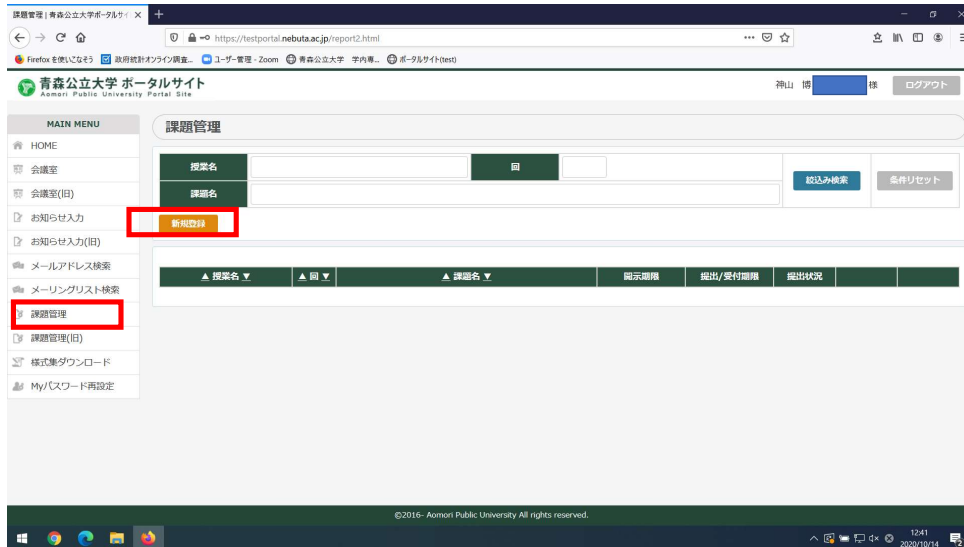 課題管理 | 青森公立大学ポータルサイ
https://testportal.nebuta.ac.jp/report2.html
Firefox を使いこなそう 政府統計オンライン調査... ユーザー管理 - Zoom 青森公立大学 学内専... ポータルサイト(test)
青森公立大学 ポータルサイト
Aomori Public University Portal Site
神山 博 様 ログアウト
MAIN MENU
HOME
会議室
会議室(旧)
お知らせ入力
お知らせ入力(旧)
メールアドレス検索
メーリングリスト検索
課題管理
課題管理(旧)
様式集ダウンロード
Myパスワード再設定
課題管理
授業名 回
課題名
絞込み検索 条件リセット
新規登録
▲ 授業名 ▼ ▲ 回 ▼ ▲ 課題名 ▼ 開示期限 提出/受付期限 提出状況
©2016- Aomori Public University All rights reserved.
12:41
2020/10/14